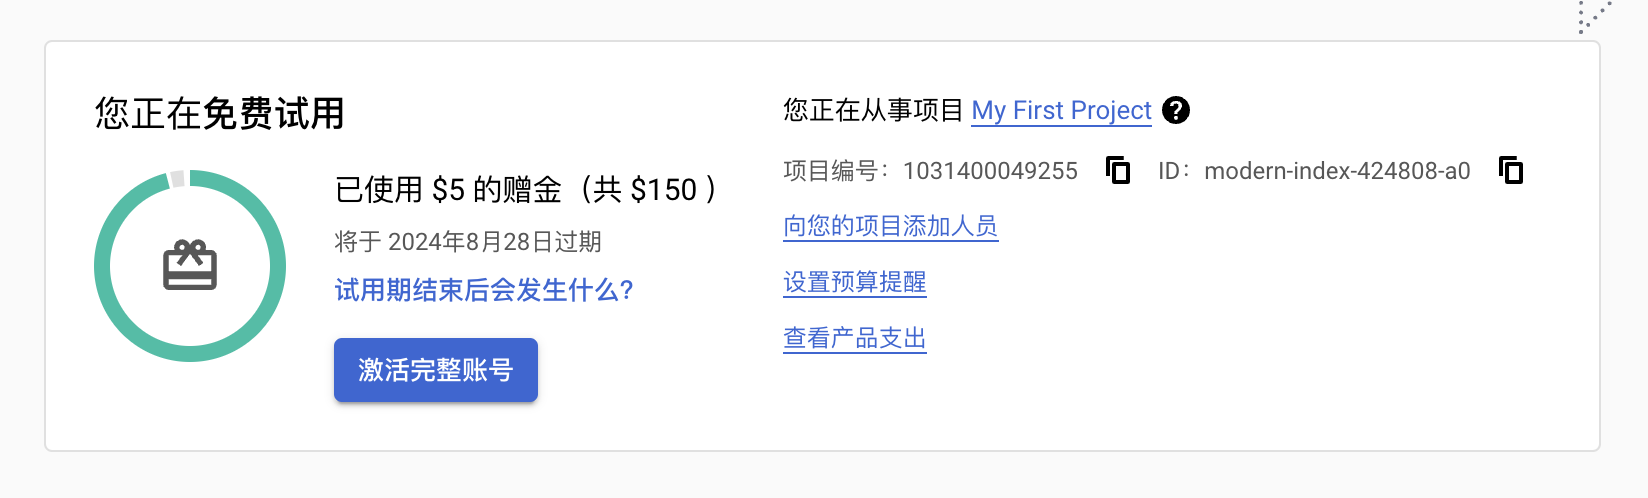 您正在免费试用
已使用 $5 的赠金（共 $150 ）
将于 2024年8月28日过期
试用期结束后会发生什么？
激活完整账号
您正在从事项目 My First Project
项目编号：1031400049255 ID：modern-index-424808-a0
向您的项目添加人员
设置预算提醒
查看产品支出